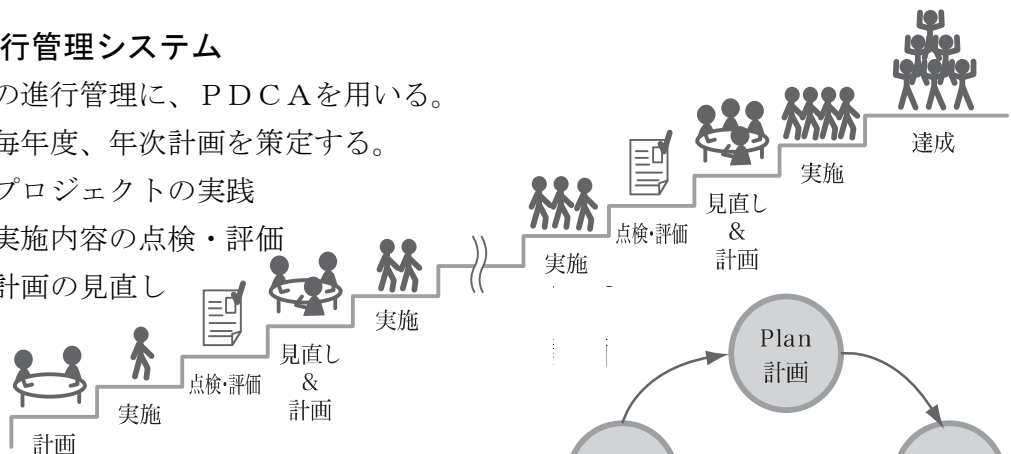 行管理システム
の進行管理に、ＰＤＣＡを用いる。
毎年度、年次計画を策定する。
プロジェクトの実践
実施内容の点検・評価
計画の見直し
計画
実施
点検・評価
見直し
&
計画
実施
実施
点検・評価
見直し
&
計画
実施
達成
Plan
計画